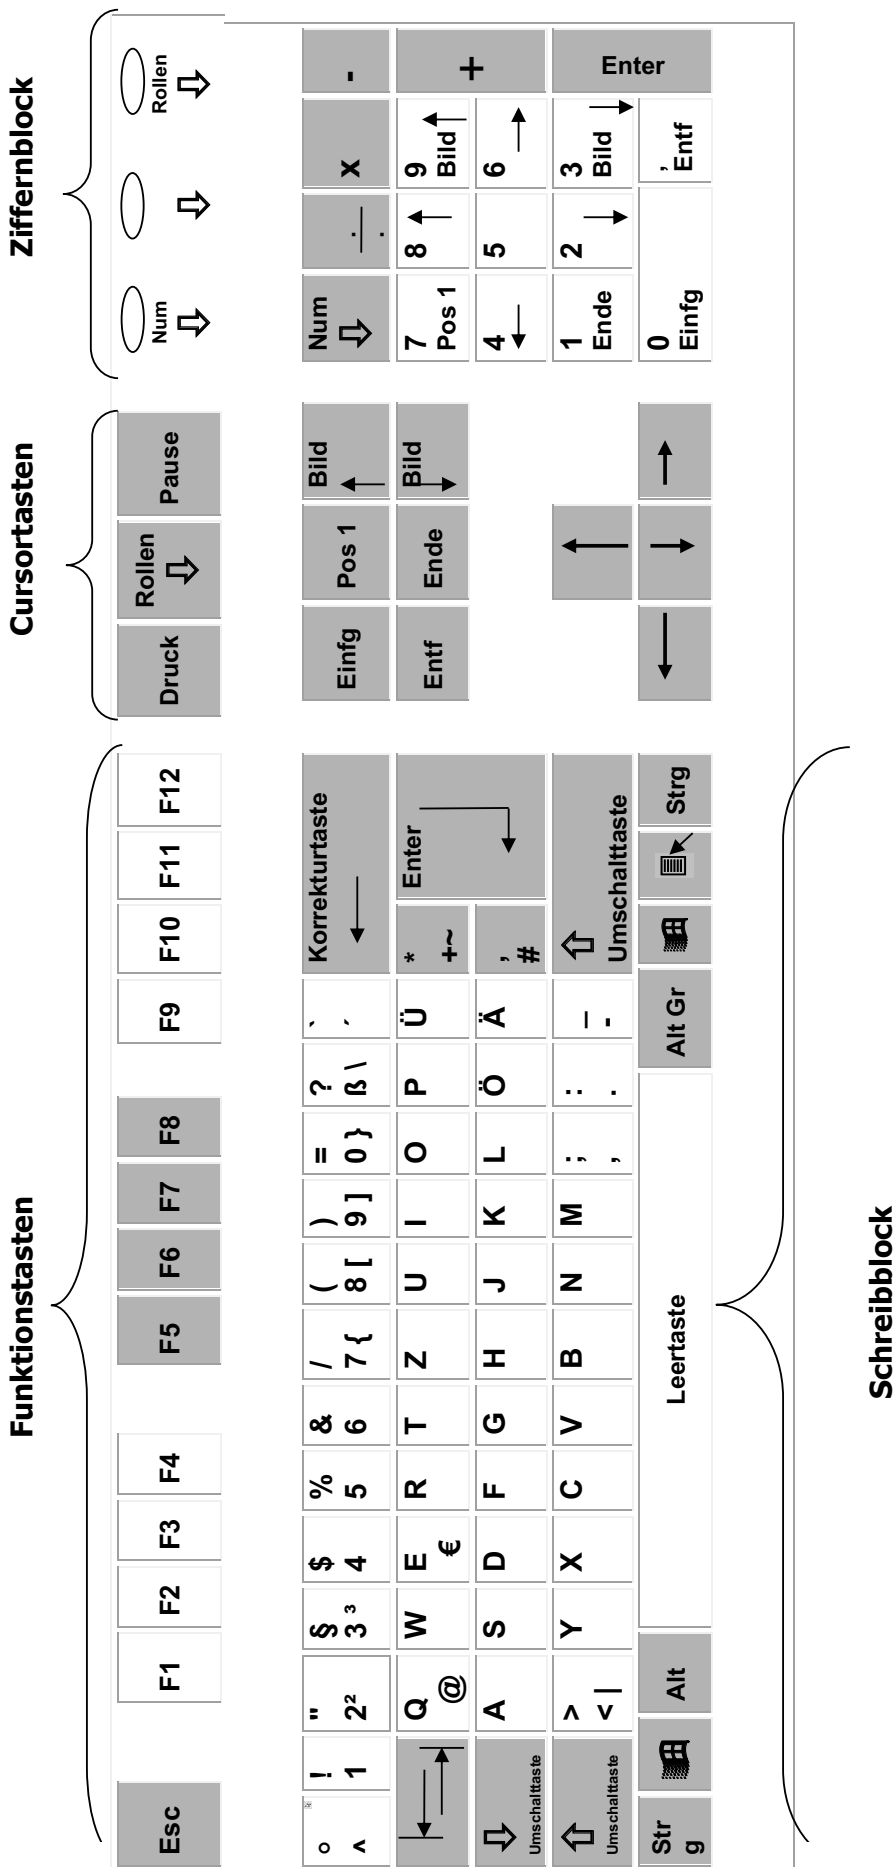 Funktionstasten
Cursortasten
Ziffernblock
Esc
F1
F2
F3
F4
F5
F6
F7
F8
F9
F10
F11
F12
Druck
Rollen
Pause
Num
Rollen
°
^
!
1
"
2²
§
3 ³
$
4
%
5
&
6
/
7 {
(
8 [
)
9 ]
=
0 }
?
ß \
`
´
Korrekturtaste
Einfg
Pos 1
Bild
Num
÷
x
-
Q
@
W
E
€
R
T
Z
U
I
O
P
Ü
*
+~
Enter
Entf
Ende
Bild
7
Pos 1
8
9
Bild
+
Umschalttaste
A
S
D
F
G
H
J
K
L
Ö
Ä
'
#
4
5
6
Umschalttaste
>
< |
Y
X
C
V
B
N
M
;
,
:
.
_
-
Umschalttaste
1
Ende
2
3
Bild
Enter
Str
g
Alt
Leertaste
Alt Gr
Strg
0
Einfg
,
Entf
Schreibblock